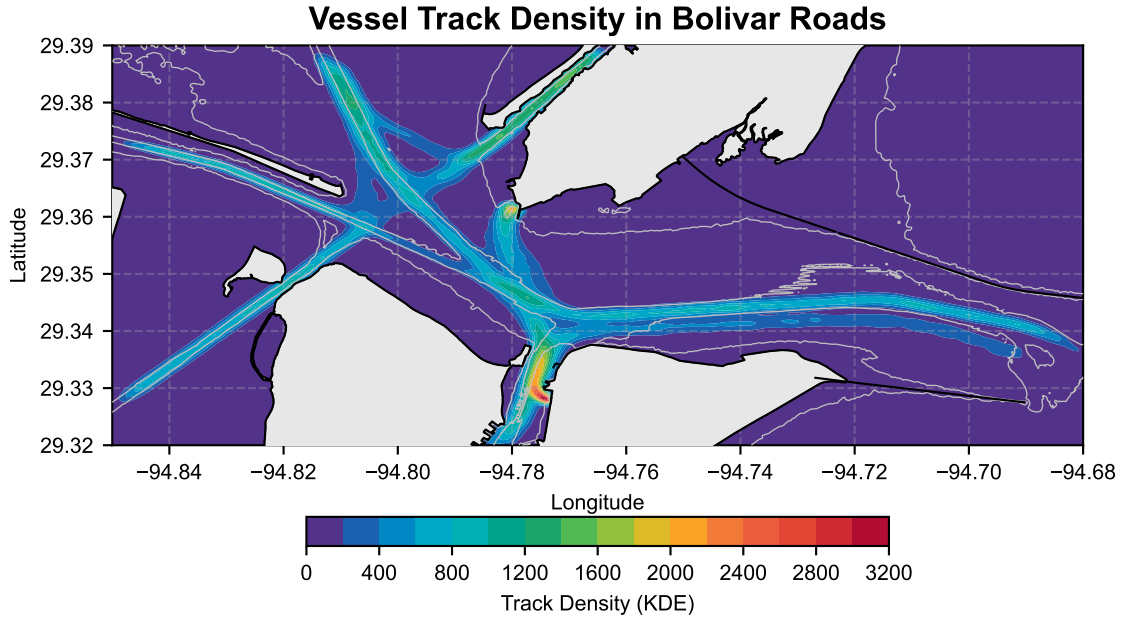 Vessel Track Density in Bolivar Roads
29.39
29.38
29.37
29.36
29.35
29.34
29.33
29.32
Latitude
−94.84 −94.82 −94.80 −94.78 −94.76 −94.74 −94.72 −94.70 −94.68
Longitude
0 400 800 1200 1600 2000 2400 2800 3200
Track Density (KDE)